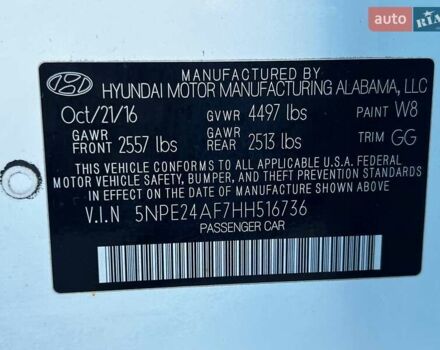 AUTO
RIA
MANUFACTURED BY
HYUNDAI MOTOR MANUFACTURING ALABAMA, LLC
Oct/21/16 GVWR 4497 lbs PAINT W8
GAWR FRONT 2557 lbs GAWR REAR 2513 lbs TRIM GG
THIS VEHICLE CONFORMS TO ALL APPLICABLE U.S.A. FEDERAL
MOTOR VEHICLE SAFETY, BUMPER, AND THEFT PREVENTION
STANDARDS IN EFFECT ON THE DATE OF MANUFACTURE SHOWN ABOVE.
V.I.N 5NPE24AF7HH516736
PASSENGER CAR